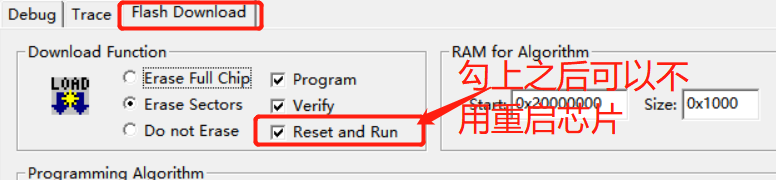 Debug Trace Flash Download
Download Function
RAM for Algorithm
LOAD
Erase Full Chip
Program
Erase Sectors
Verify
Do not Erase
Reset and Run
Start: 0x20000000 Size: 0x1000
勾上之后可以不
用重启芯片
Programming Algorithm